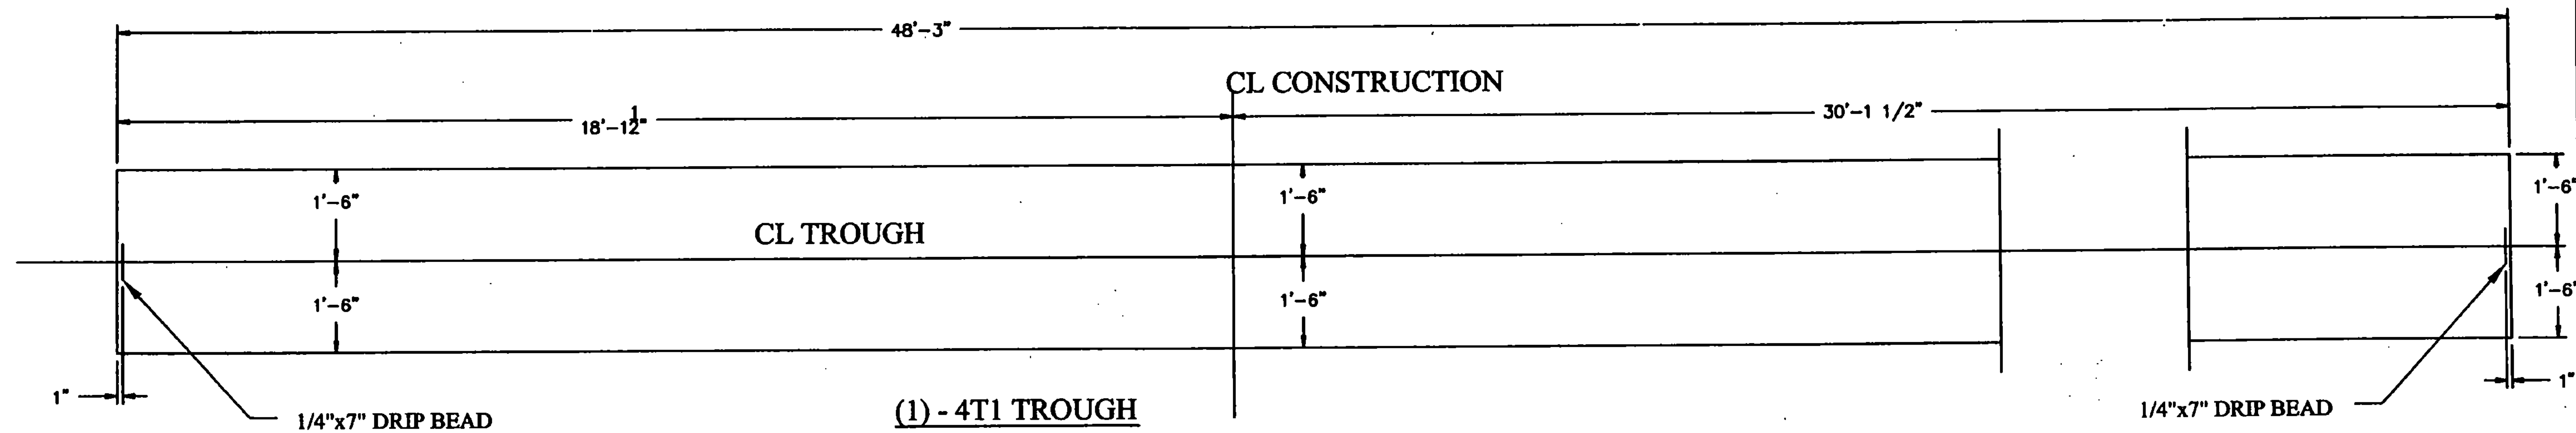 48'-3"
CL CONSTRUCTION
18'-1 1/2"
30'-1 1/2"
1'-6"
1'-6"
1'-6"
CL TROUGH
1'-6"
1'-6"
1'-6"
1"
1"
1/4"x7" DRIP BEAD
(1) - 4T1 TROUGH
1/4"x7" DRIP BEAD